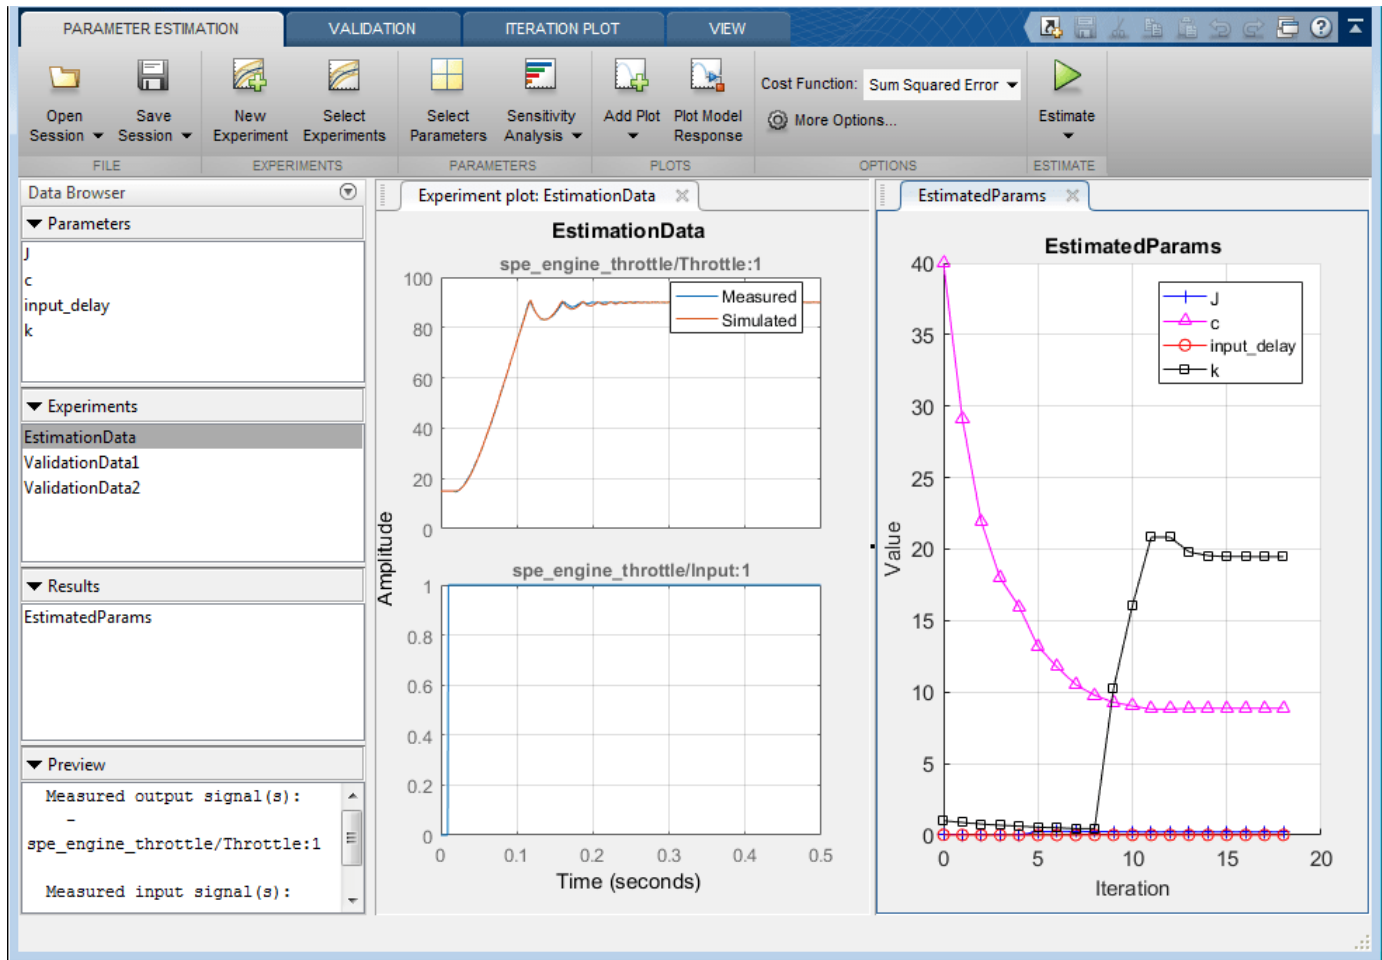 PARAMETER ESTIMATION
VALIDATION
ITERATION PLOT
VIEW
Open
Session
Save
Session
New
Experiment
Select
Experiments
Select
Parameters
Sensitivity
Analysis
Add Plot
Plot Model
Response
Cost Function: Sum Squared Error
More Options...
Estimate
FILE
EXPERIMENTS
PARAMETERS
PLOTS
OPTIONS
ESTIMATE
Data Browser
Parameters
J
c
input_delay
k
Experiments
EstimationData
ValidationData1
ValidationData2
Results
EstimatedParams
Preview
Measured output signal(s):
-
spe_engine_throttle/Throttle:1
Measured input signal(s):
Experiment plot: EstimationData
EstimationData
spe_engine_throttle/Throttle:1
100
80
60
40
20
0
Measured
Simulated
Amplitude
spe_engine_throttle/Input:1
1
0.8
0.6
0.4
0.2
0
0 0.1 0.2 0.3 0.4 0.5
Time (seconds)
EstimatedParams
EstimatedParams
40
35
30
25
20
15
10
5
0
J
c
input_delay
k
Value
0 5 10 15 20
Iteration